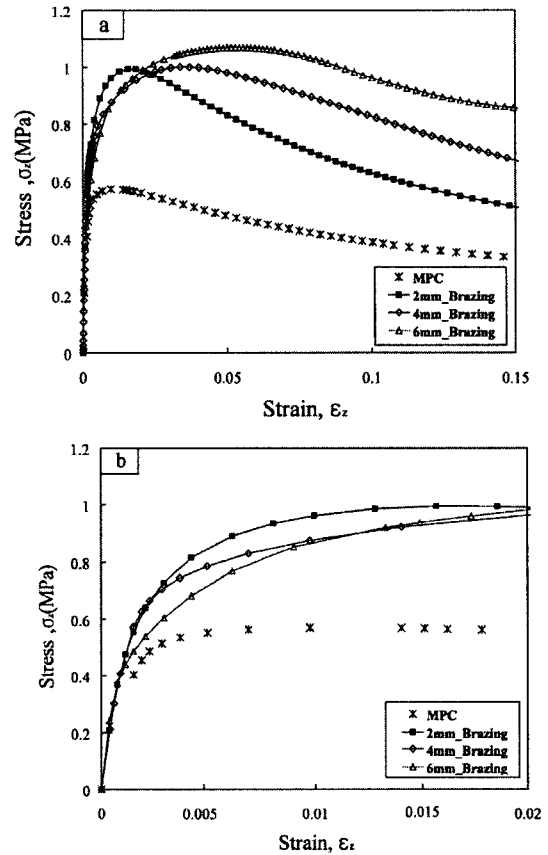 a
1.2
1
0.8
0.6
0.4
0.2
0
Stress ,σz(MPa)
MPC
2mm_Brazing
4mm_Brazing
6mm_Brazing
0 0.05 0.1 0.15
Strain, εz
b
1.2
1
0.8
0.6
0.4
0.2
0
Stress ,σz(MPa)
MPC
2mm_Brazing
4mm_Brazing
6mm_Brazing
0 0.005 0.01 0.015 0.02
Strain, εz